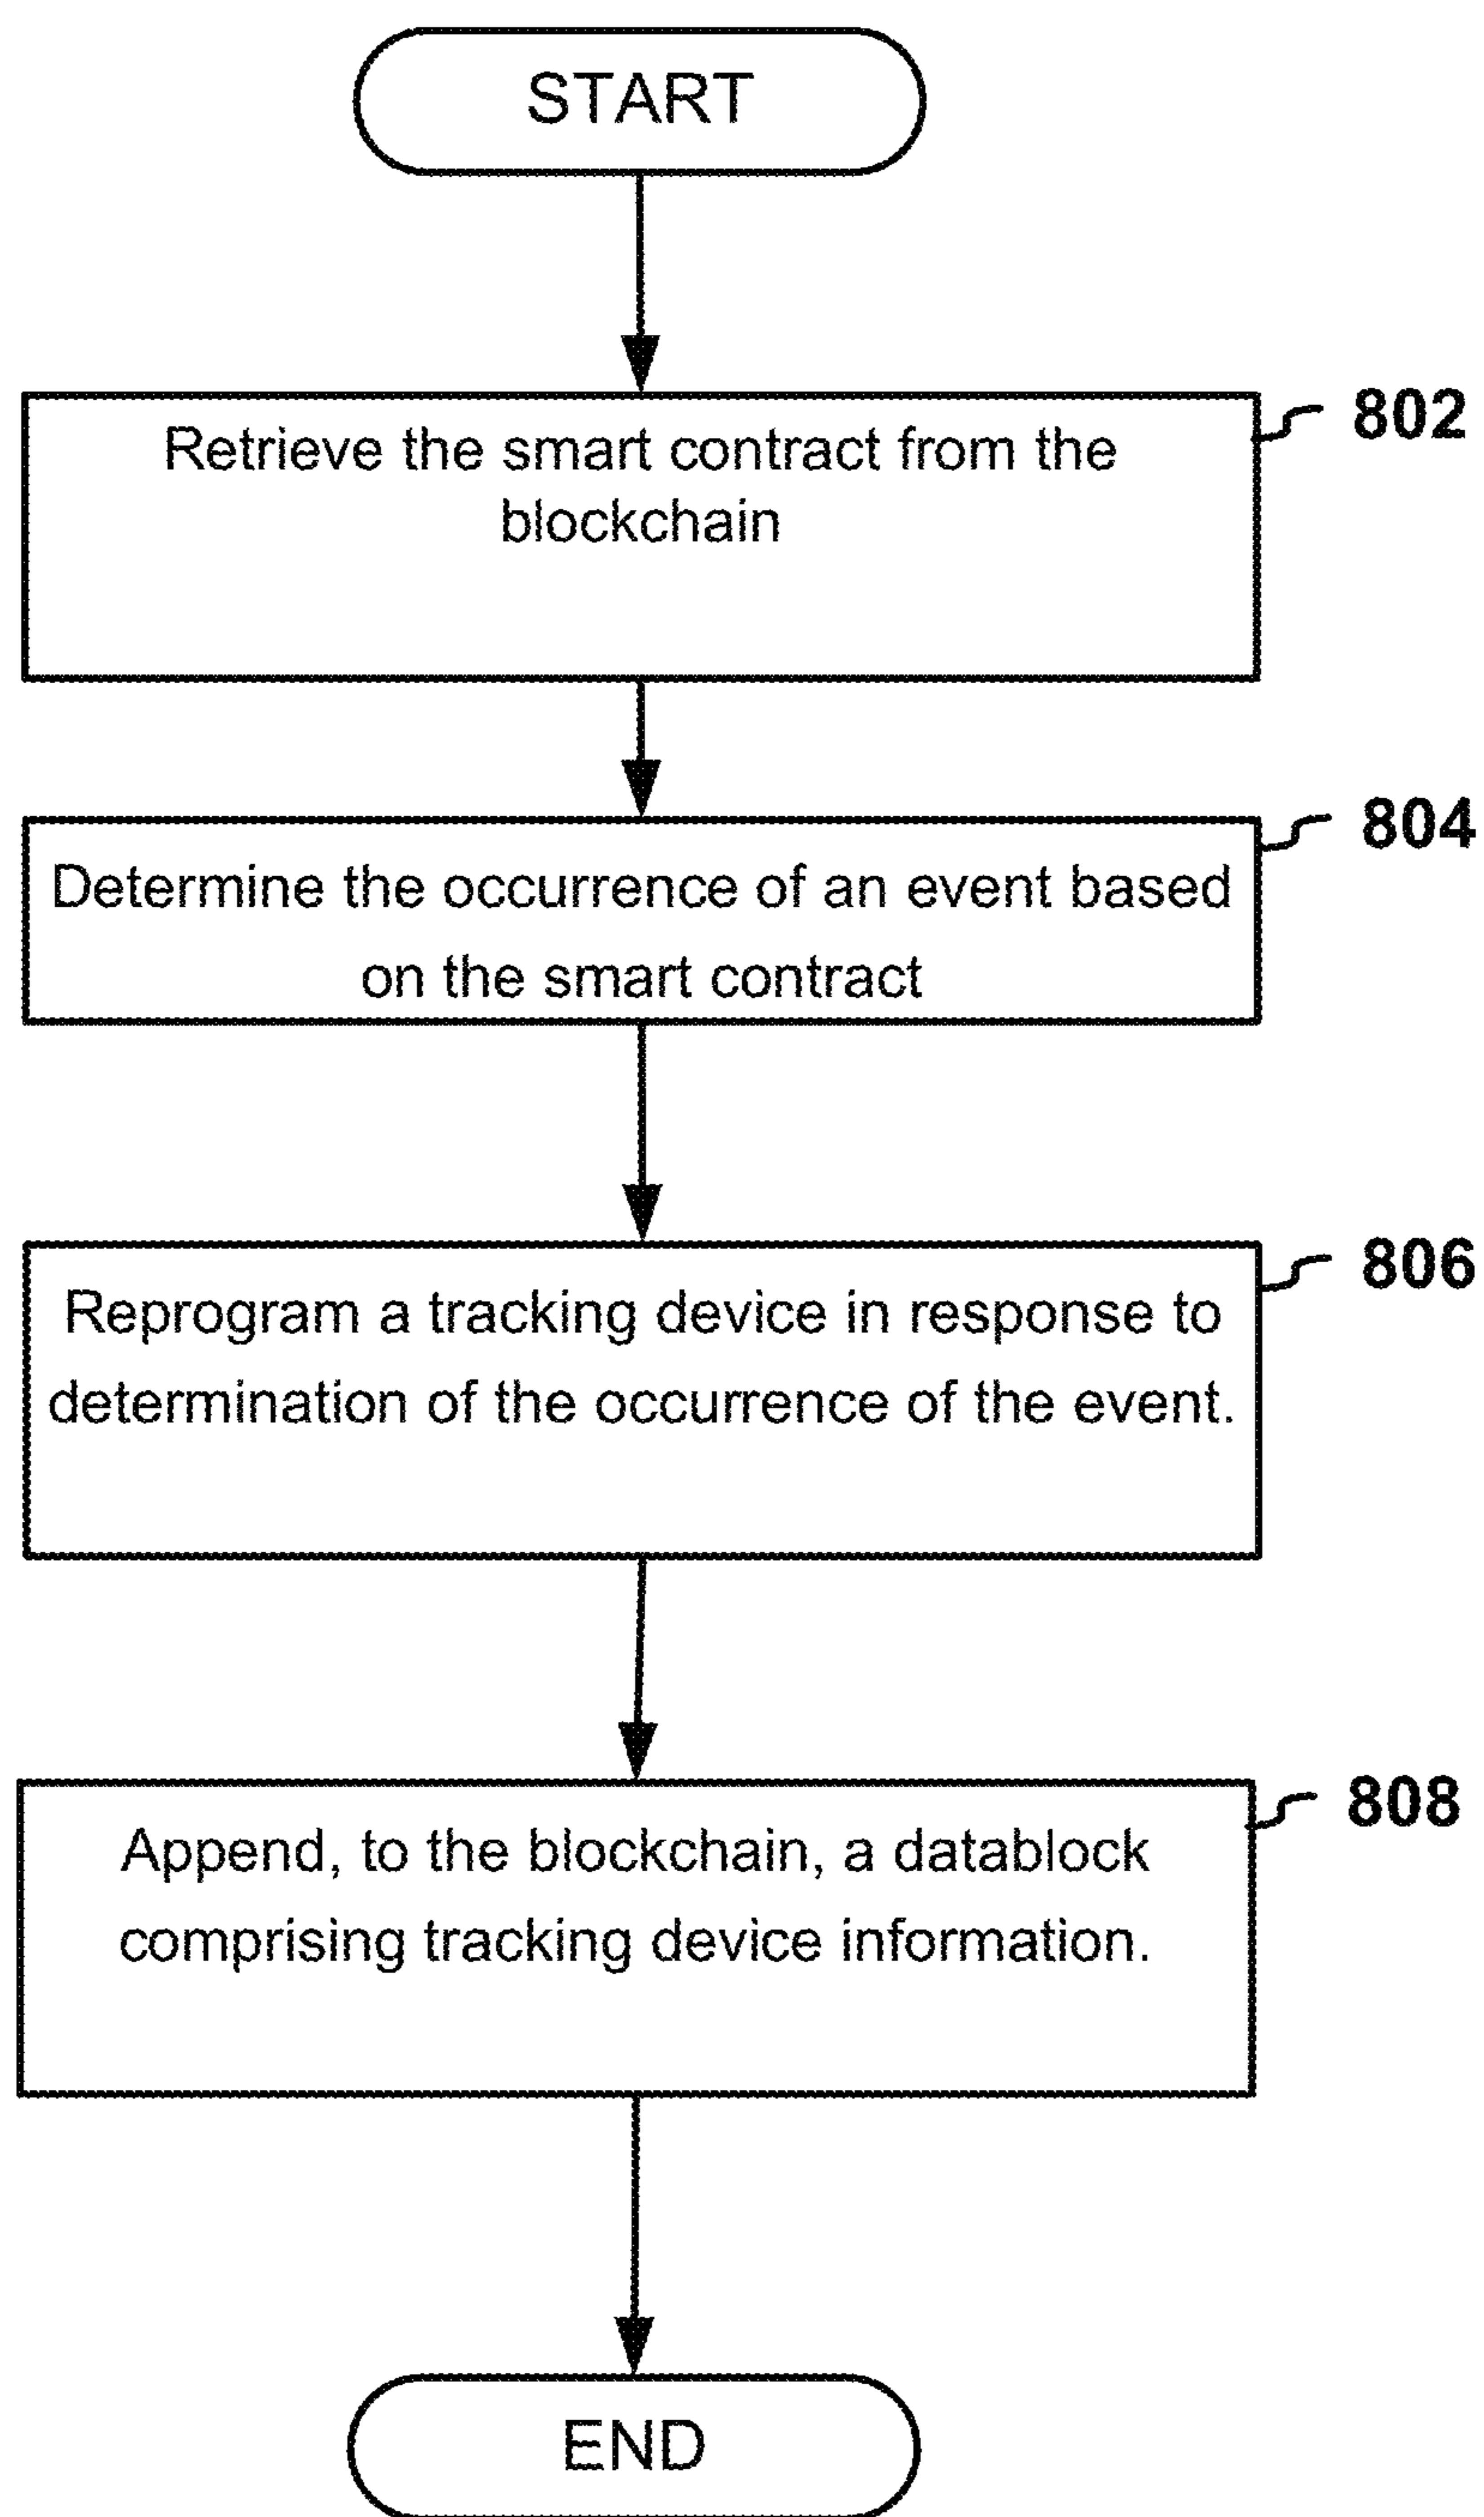 START
802
Retrieve the smart contract from the
blockchain
804
Determine the occurrence of an event based
on the smart contract
806
Reprogram a tracking device in response to
determination of the occurrence of the event.
808
Append, to the blockchain, a datablock
comprising tracking device information.
END